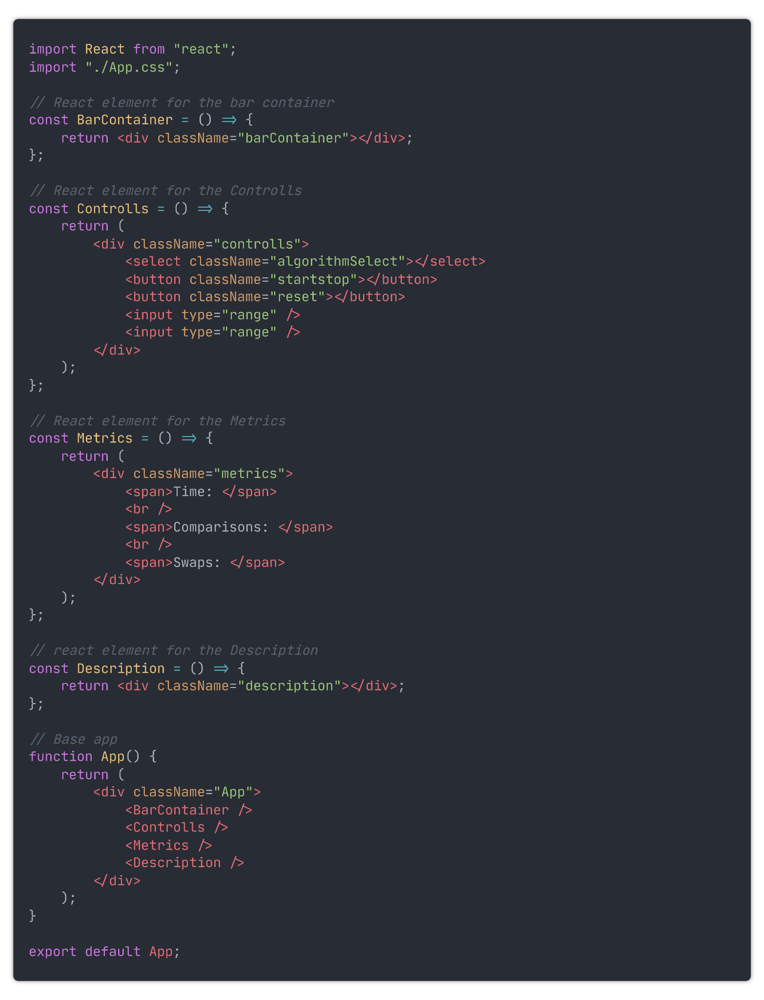 import React from "react";
import "./App.css";

// React element for the bar container
const BarContainer = () => {
    return <div className="barContainer"></div>;
};

// React element for the Controlls
const Controlls = () => {
    return (
        <div className="controlls">
            <select className="algorithmSelect"></select>
            <button className="startstop"></button>
            <button className="reset"></button>
            <input type="range" />
            <input type="range" />
        </div>
    );
};

// React element for the Metrics
const Metrics = () => {
    return (
        <div className="metrics">
            <span>Time: </span>
            <br />
            <span>Comparisons: </span>
            <br />
            <span>Swaps: </span>
        </div>
    );
};

// react element for the Description
const Description = () => {
    return <div className="description"></div>;
};

// Base app
function App() {
    return (
        <div className="App">
            <BarContainer />
            <Controlls />
            <Metrics />
            <Description />
        </div>
    );
}

export default App;